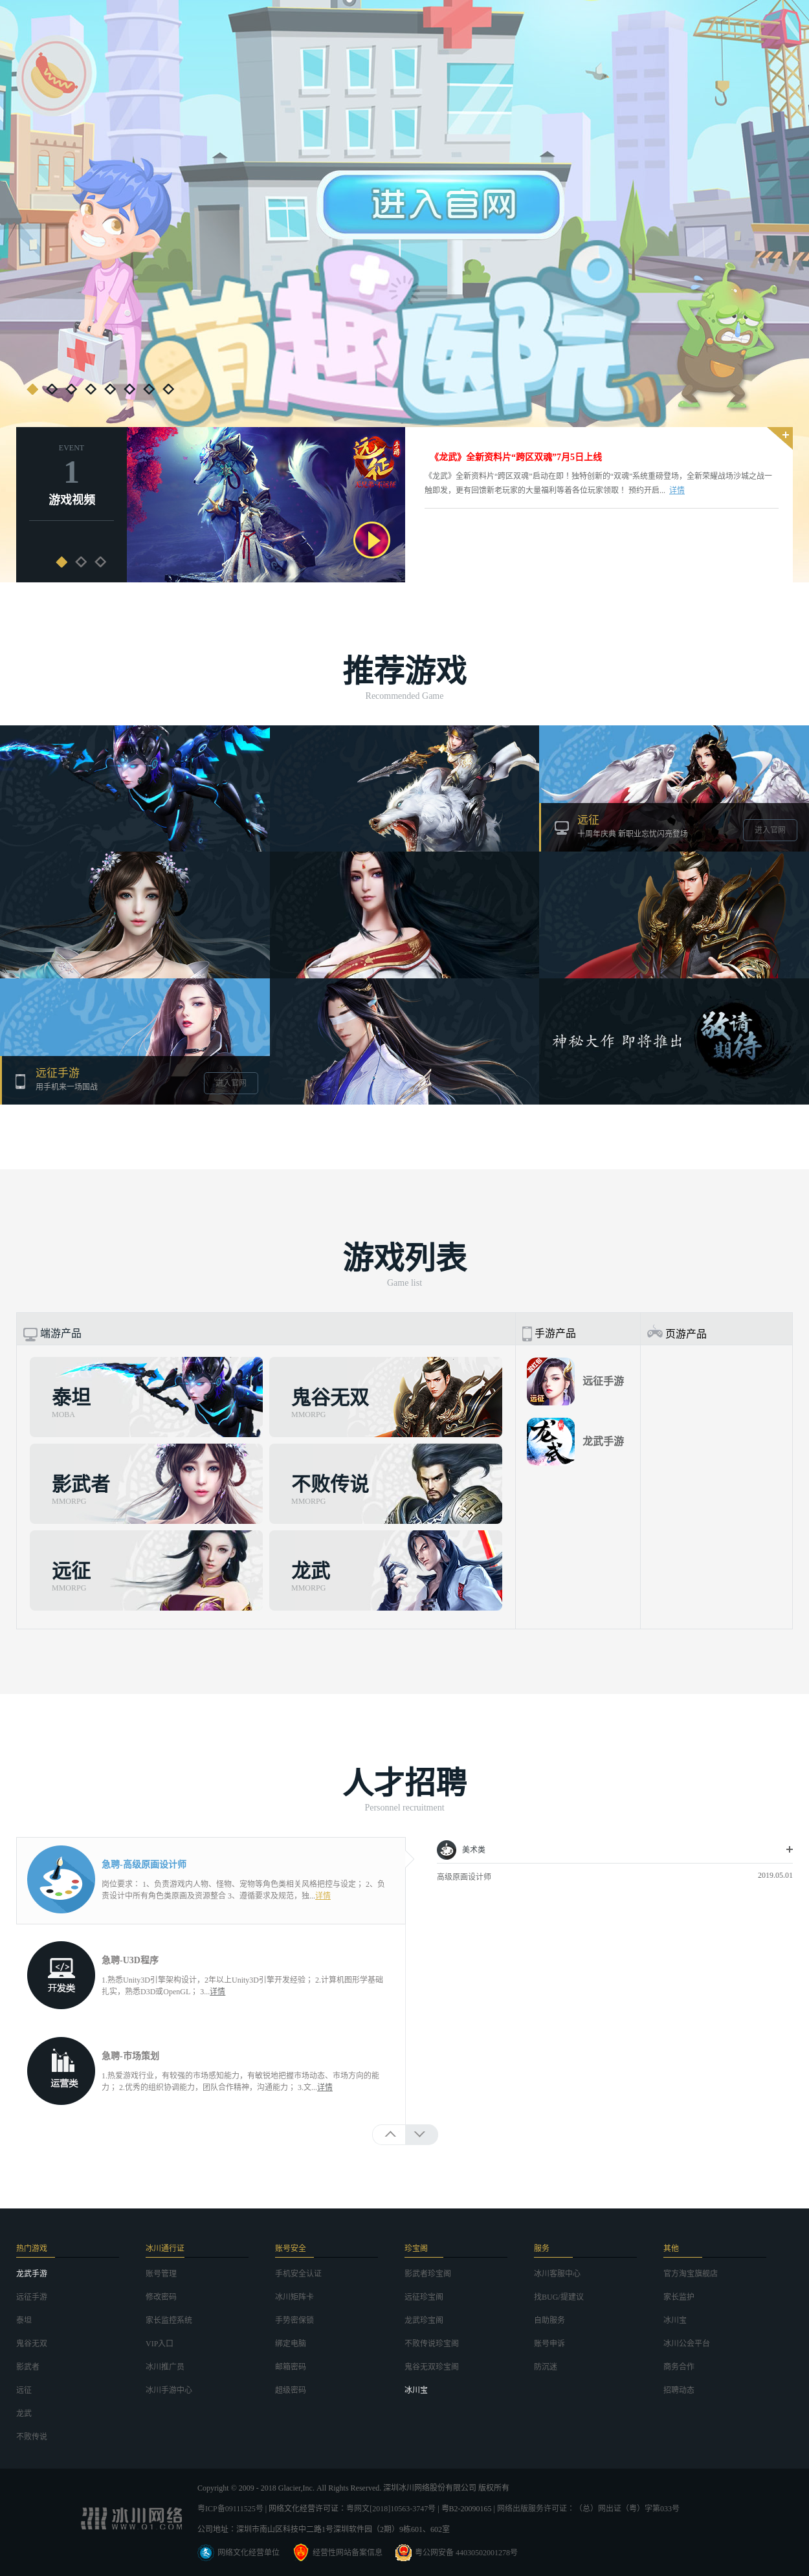 进入官网
萌趣医院
EVENT
1
游戏视频
远征
手游
《龙武》全新资料片“跨区双魂”7月5日上线
《龙武》全新资料片“跨区双魂”启动在即！独特创新的“双魂”系统重磅登场，全新荣耀战场沙城之战一
触即发，更有回馈新老玩家的大量福利等着各位玩家领取！ 预约开启... 详情
推荐游戏
Recommended Game
远征
十周年庆典 新职业忘忧闪亮登场
进入官网
远征手游
用手机来一场国战
进入官网
神秘大作 即将推出
敬请期待
游戏列表
Game list
端游产品
手游产品
页游产品
泰坦
MOBA
鬼谷无双
MMORPG
远征
远征手游
影武者
MMORPG
不败传说
MMORPG
龙武
龙武手游
远征
MMORPG
龙武
MMORPG
人才招聘
Personnel recruitment
急聘-高级原画设计师
岗位要求： 1、负责游戏内人物、怪物、宠物等角色类相关风格把控与设定； 2、负
责设计中所有角色类原画及资源整合 3、遵循要求及规范，独...详情
美术类
高级原画设计师
2019.05.01
开发类
急聘-U3D程序
1.熟悉Unity3D引擎架构设计，2年以上Unity3D引擎开发经验； 2.计算机图形学基础
扎实，熟悉D3D或OpenGL； 3...详情
运营类
急聘-市场策划
1.热爱游戏行业，有较强的市场感知能力，有敏锐地把握市场动态、市场方向的能
力； 2.优秀的组织协调能力，团队合作精神，沟通能力； 3.文...详情
热门游戏
龙武手游
远征手游
泰坦
鬼谷无双
影武者
远征
龙武
不败传说
冰川通行证
账号管理
修改密码
家长监控系统
VIP入口
冰川推广员
冰川手游中心
账号安全
手机安全认证
冰川矩阵卡
手势密保锁
绑定电脑
邮箱密码
超级密码
珍宝阁
影武者珍宝阁
远征珍宝阁
龙武珍宝阁
不败传说珍宝阁
鬼谷无双珍宝阁
冰川宝
服务
冰川客服中心
找BUG/提建议
自助服务
账号申诉
防沉迷
其他
官方淘宝旗舰店
家长监护
冰川宝
冰川公会平台
商务合作
招聘动态
冰川网络
WWW.Q1.COM
Copyright © 2009 - 2018 Glacier,Inc. All Rights Reserved. 深圳冰川网络股份有限公司 版权所有
粤ICP备09111525号 | 网络文化经营许可证：粤网文[2018]10563-3747号 | 粤B2-20090165 | 网络出版服务许可证：（总）网出证（粤）字第033号
公司地址：深圳市南山区科技中二路1号深圳软件园（2期）9栋601、602室
网络文化经营单位
经营性网站备案信息
粤公网安备 44030502001278号